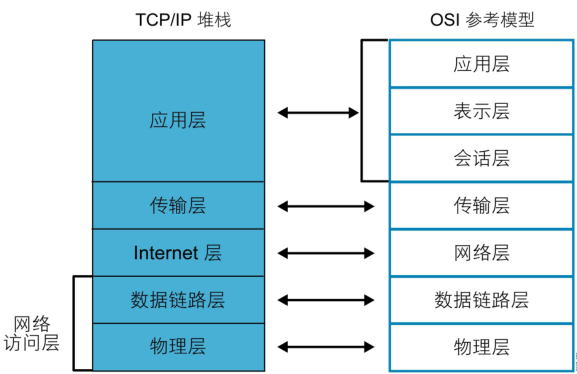 TCP/IP 堆栈
OSI 参考模型
应用层
应用层
表示层
会话层
传输层
传输层
Internet 层
网络层
数据链路层
数据链路层
网络
访问层
物理层
物理层